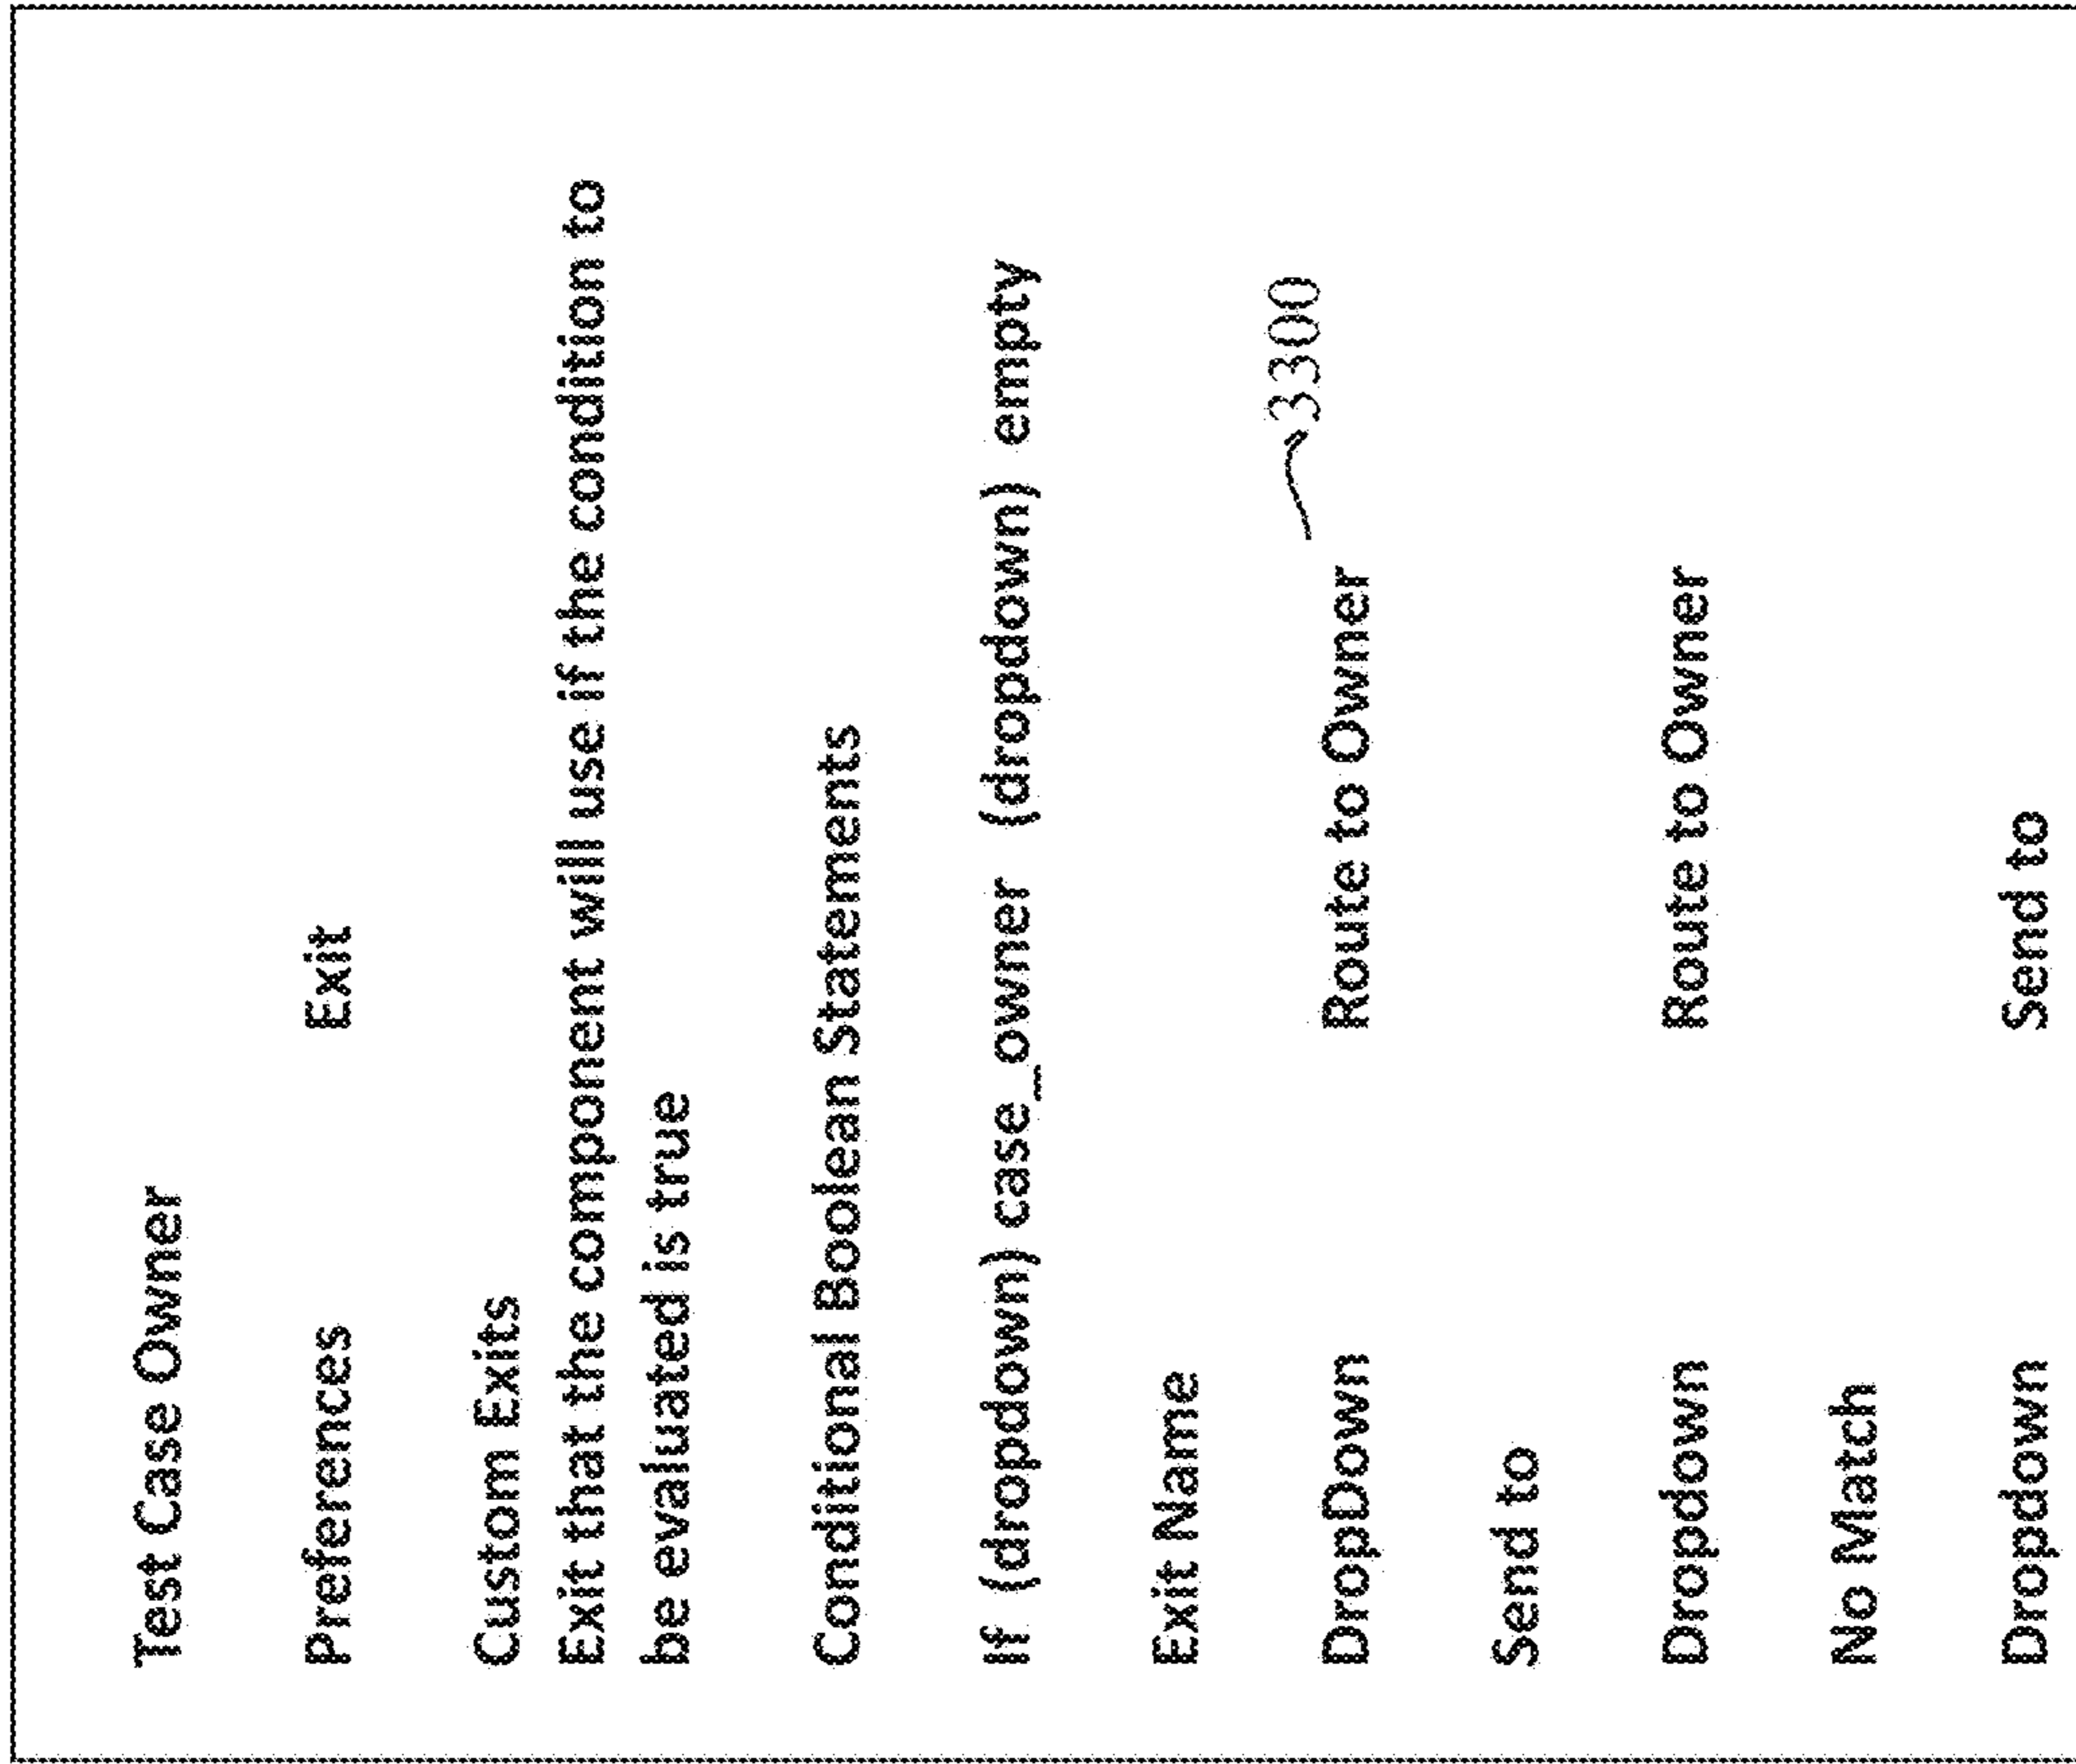 Test Case Owner
Preferences Exit
Custom Exits
Exit that the component will use if the condition to
be evaluated is true
Conditional Boolean Statements
If (dropdown) case_owner (dropdown) empty
Exit Name
3300
DropDown Route to Owner
Send to
Dropdown Route to Owner
No Match
Dropdown Send to